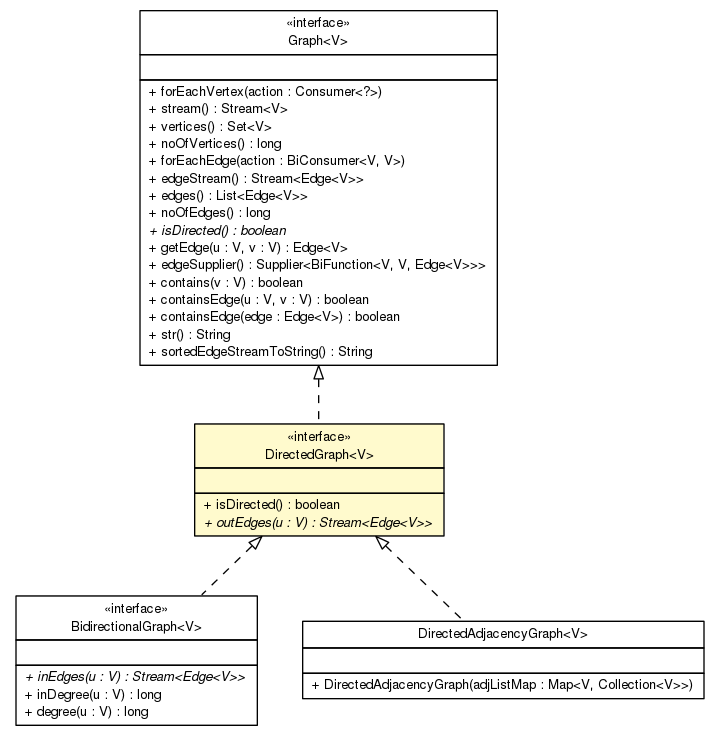 «interface»
Graph<V>
+ forEachVertex(action : Consumer<?>)
+ stream() : Stream<V>
+ vertices() : Set<V>
+ noOfVertices() : long
+ forEachEdge(action : BiConsumer<V, V>)
+ edgeStream() : Stream<Edge<V>>
+ edges() : List<Edge<V>>
+ noOfEdges() : long
+ isDirected() : boolean
+ getEdge(u : V, v : V) : Edge<V>
+ edgeSupplier() : Supplier<BiFunction<V, V, Edge<V>>>
+ contains(v : V) : boolean
+ containsEdge(u : V, v : V) : boolean
+ containsEdge(edge : Edge<V>) : boolean
+ str() : String
+ sortedEdgeStreamToString() : String
«interface»
DirectedGraph<V>
+ isDirected() : boolean
+ outEdges(u : V) : Stream<Edge<V>>
«interface»
BidirectionalGraph<V>
+ inEdges(u : V) : Stream<Edge<V>>
+ inDegree(u : V) : long
+ degree(u : V) : long
DirectedAdjacencyGraph<V>
+ DirectedAdjacencyGraph(adjListMap : Map<V, Collection<V>>)